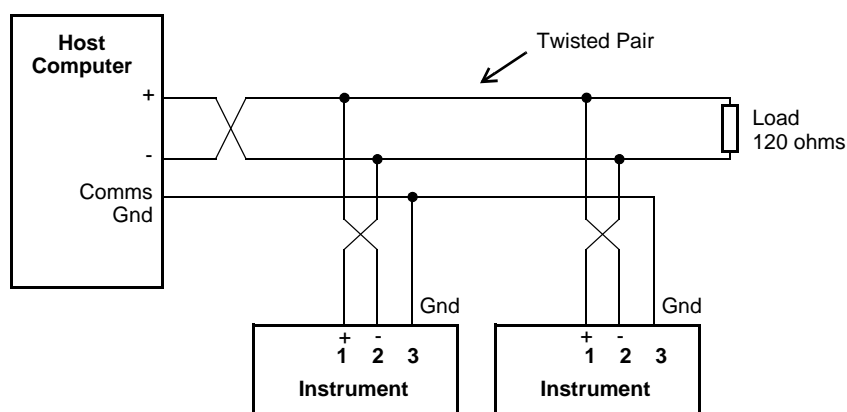 Host
Computer
+
-
Comms
Gnd
Twisted Pair
Load
120 ohms
Gnd
+ -
1 2 3
Instrument
Gnd
+ -
1 2 3
Instrument